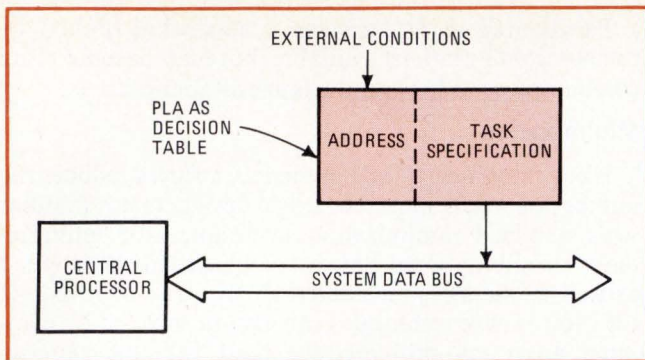 EXTERNAL CONDITIONS
PLA AS
DECISION
TABLE
ADDRESS
TASK
SPECIFICATION
CENTRAL
PROCESSOR
SYSTEM DATA BUS